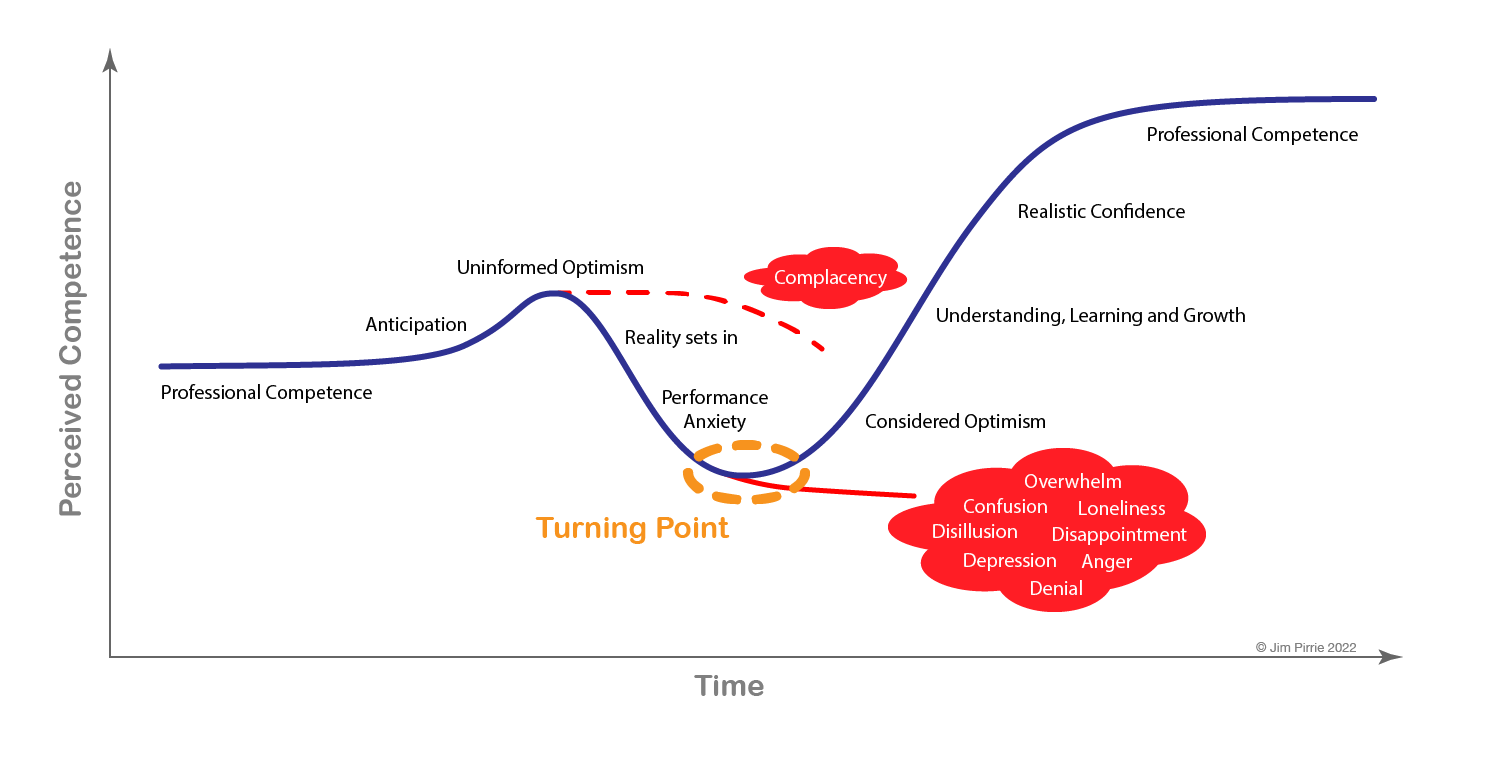 Perceived Competence
Professional Competence
Anticipation
Uninformed Optimism
Complacency
Reality sets in
Performance
Anxiety
Turning Point
Considered Optimism
Understanding, Learning and Growth
Realistic Confidence
Professional Competence
Overwhelm
Confusion Loneliness
Disillusion Disappointment
Depression Anger
Denial
© Jim Pirrie 2022
Time